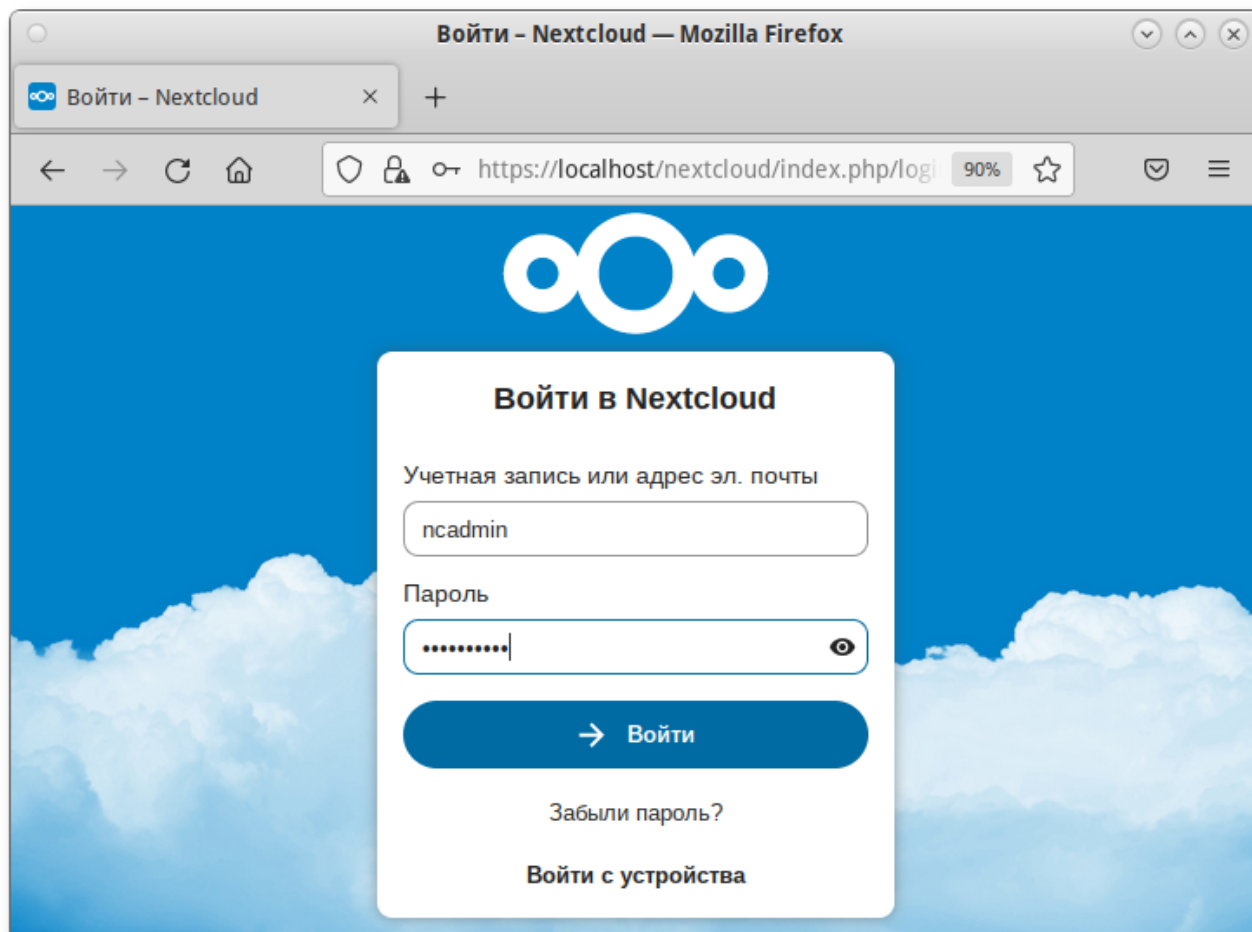 Войти – Nextcloud — Mozilla Firefox
Войти – Nextcloud
https://localhost/nextcloud/index.php/logi
90%
Войти в Nextcloud
Учетная запись или адрес эл. почты
ncadmin
Пароль
••••••••••
Войти
Забыли пароль?
Войти с устройства